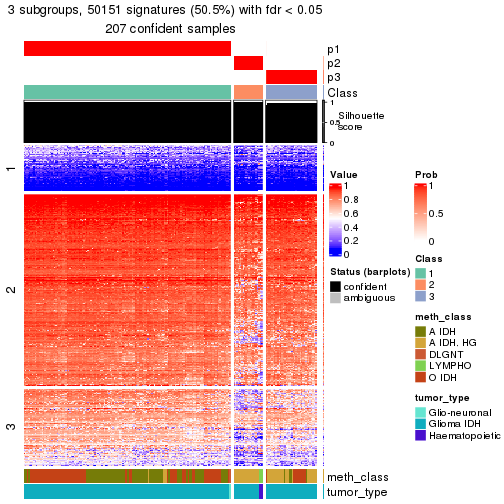 3 subgroups, 50151 signatures (50.5%) with fdr < 0.05
207 confident samples
p1
p2
p3
Class
1
0.5
0
Silhouette
score
1
2
3
Value
1
0.8
0.6
0.4
0.2
0
Prob
1
0.5
0
Status (barplots)
confident
ambiguous
Class
1
2
3
meth_class
A IDH
A IDH, HG
DLGNT
LYMPHO
O IDH
tumor_type
Glio-neuronal
Glioma IDH
Haematopoietic
meth_class
tumor_type